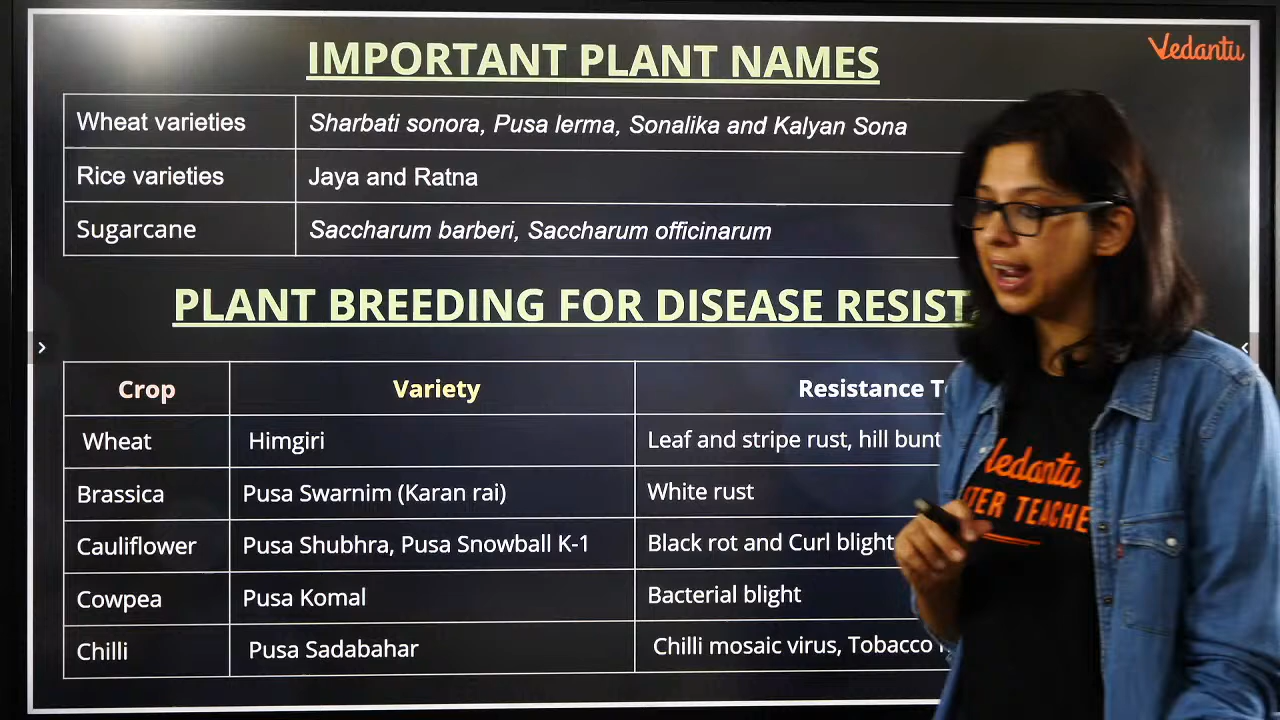 IMPORTANT PLANT NAMES
Vedantu
Wheat varieties Sharbati sonora, Pusa lerma, Sonalika and Kalyan Sona
Rice varieties Jaya and Ratna
Sugarcane Saccharum barberi, Saccharum officinarum
PLANT BREEDING FOR DISEASE
Crop Variety Resistance
Wheat Himgiri Leaf and stripe rust, hill bunt
Brassica Pusa Swarnim (Karan rai) White rust
Cauliflower Pusa Shubhra, Pusa Snowball K-1 Black rot and Curl blight
Cowpea Pusa Komal Bacterial blight
Chilli Pusa Sadabahar Chilli mosaic virus, Tobacco
Vedantu